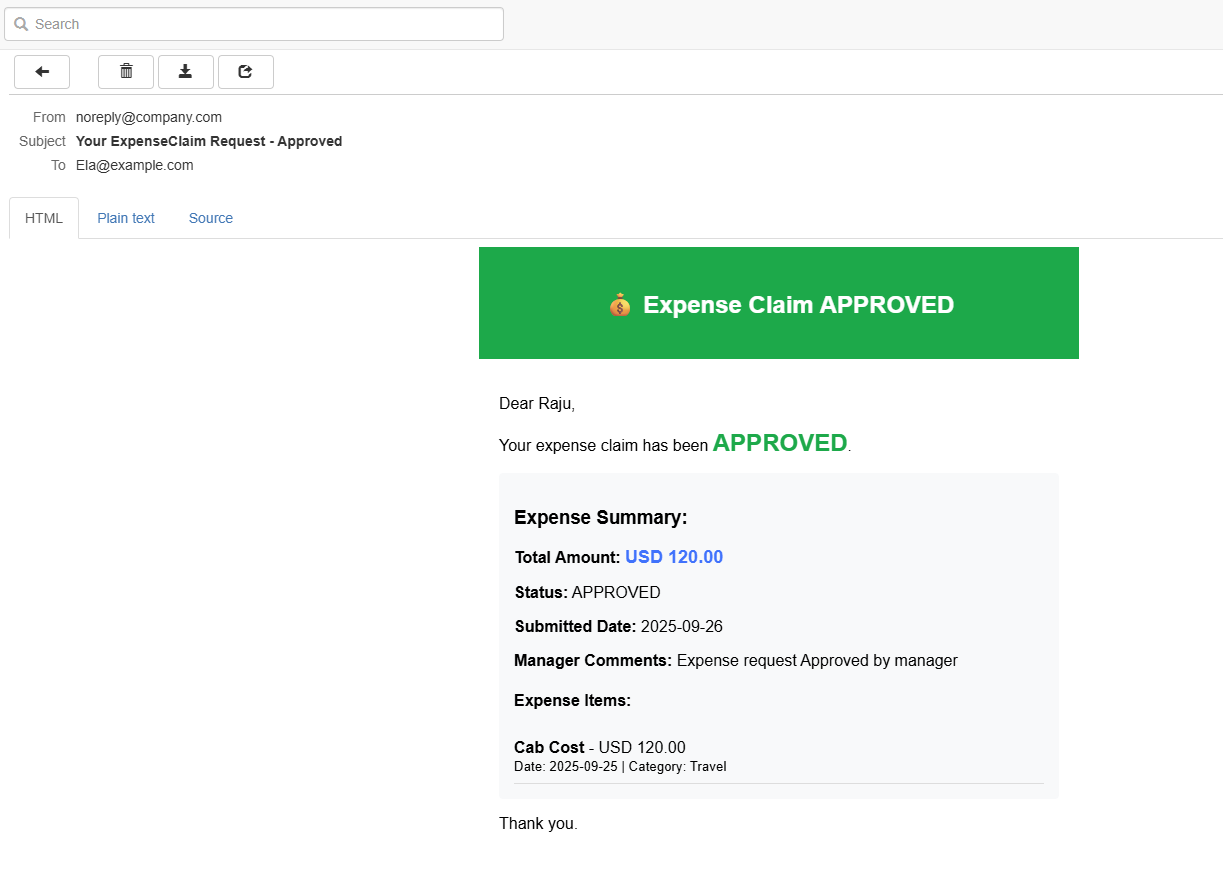 Search
From noreply@company.com
Subject Your ExpenseClaim Request - Approved
To Ela@example.com
HTML Plain text Source
Expense Claim APPROVED
Dear Raju,
Your expense claim has been APPROVED.
Expense Summary:
Total Amount: USD 120.00
Status: APPROVED
Submitted Date: 2025-09-26
Manager Comments: Expense request Approved by manager
Expense Items:
Cab Cost - USD 120.00
Date: 2025-09-25 | Category: Travel
Thank you.